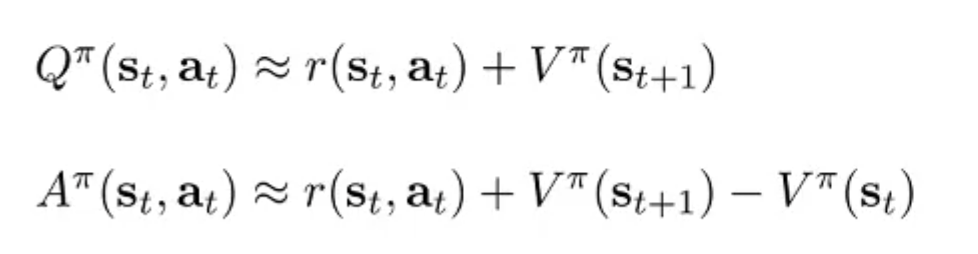 Q^π(s_t, a_t) ≈ r(s_t, a_t) + V^π(s_{t+1})
A^π(s_t, a_t) ≈ r(s_t, a_t) + V^π(s_{t+1}) − V^π(s_t)